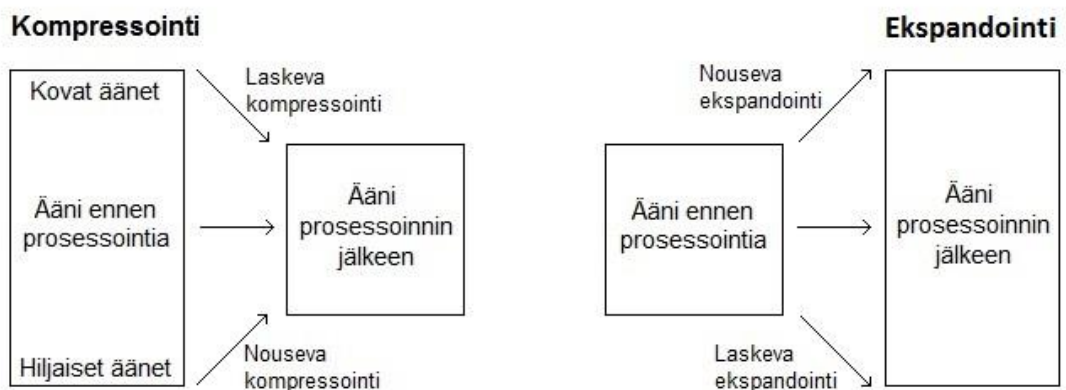 Kompressointi
Kovat äänet
Ääni ennen
prosessointia
Hiljaiset äänet
Laskeva
kompressointi
Nouseva
kompressointi
Ääni
prosessoinnin
jälkeen
Ekspandointi
Ääni ennen
prosessointia
Nouseva
ekspandointi
Laskeva
ekspandointi
Ääni
prosessoinnin
jälkeen